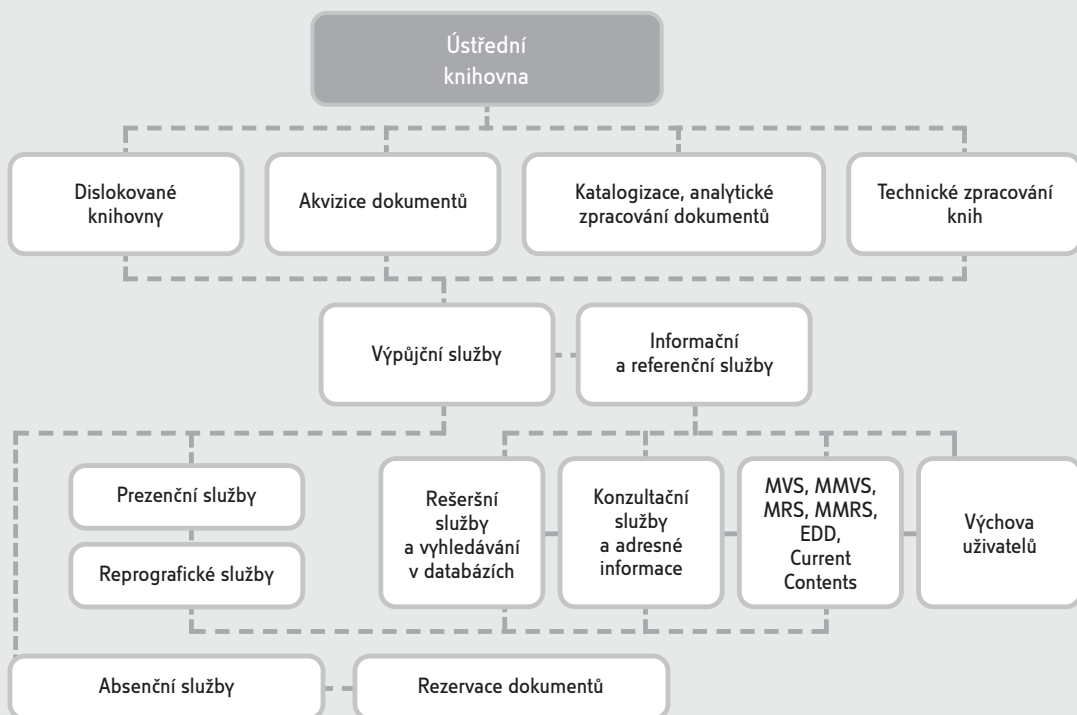 Ústřední
knihovna
Dislokované
knihovny
Akvizice dokumentů
Katalogizace, analytické
zpracování dokumentů
Technické zpracování
knih
Výpůjční služby
Informační
a referenční služby
Prezenční služby
Reprografické služby
Rešeršní
služby
a vyhledávání
v databázích
Konzultační
služby
a adresné
informace
MVS, MMVS,
MRS, MMRS,
EDD,
Current
Contents
Výchova
uživatelů
Absenční služby
Rezervace dokumentů